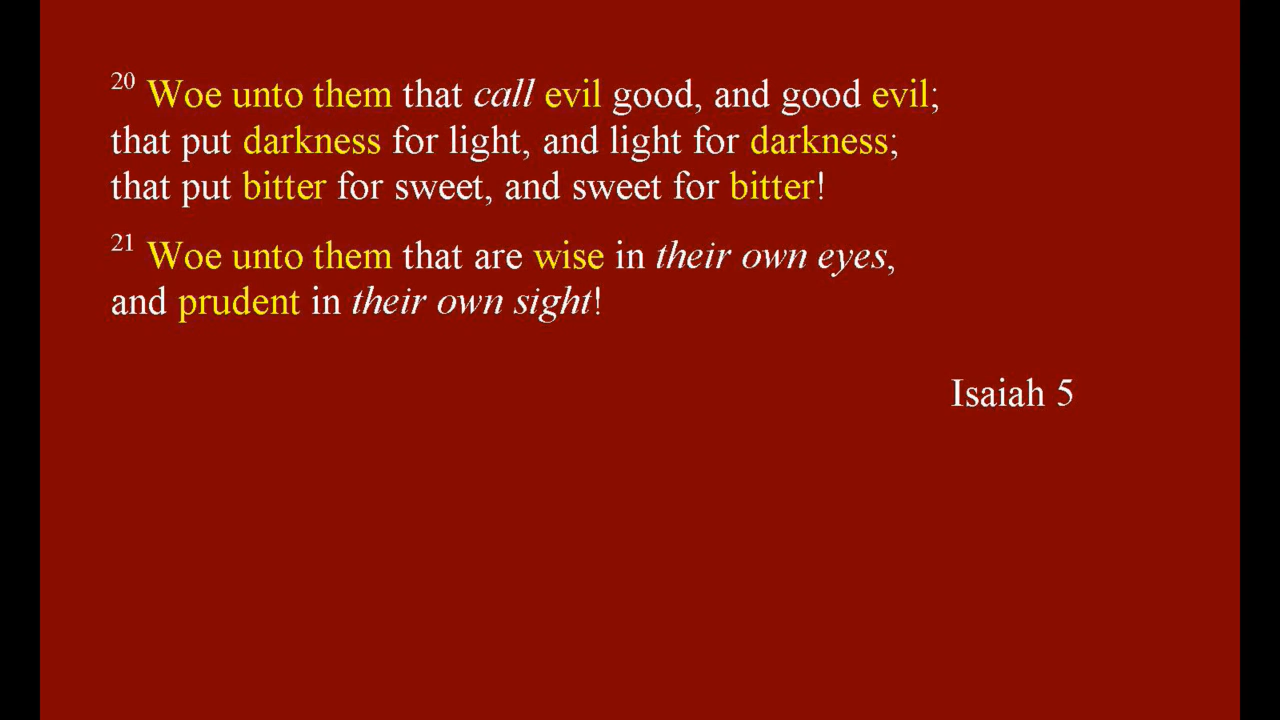 20 Woe unto them that call evil good, and good evil;
that put darkness for light, and light for darkness;
that put bitter for sweet, and sweet for bitter!
21 Woe unto them that are wise in their own eyes,
and prudent in their own sight!
Isaiah 5